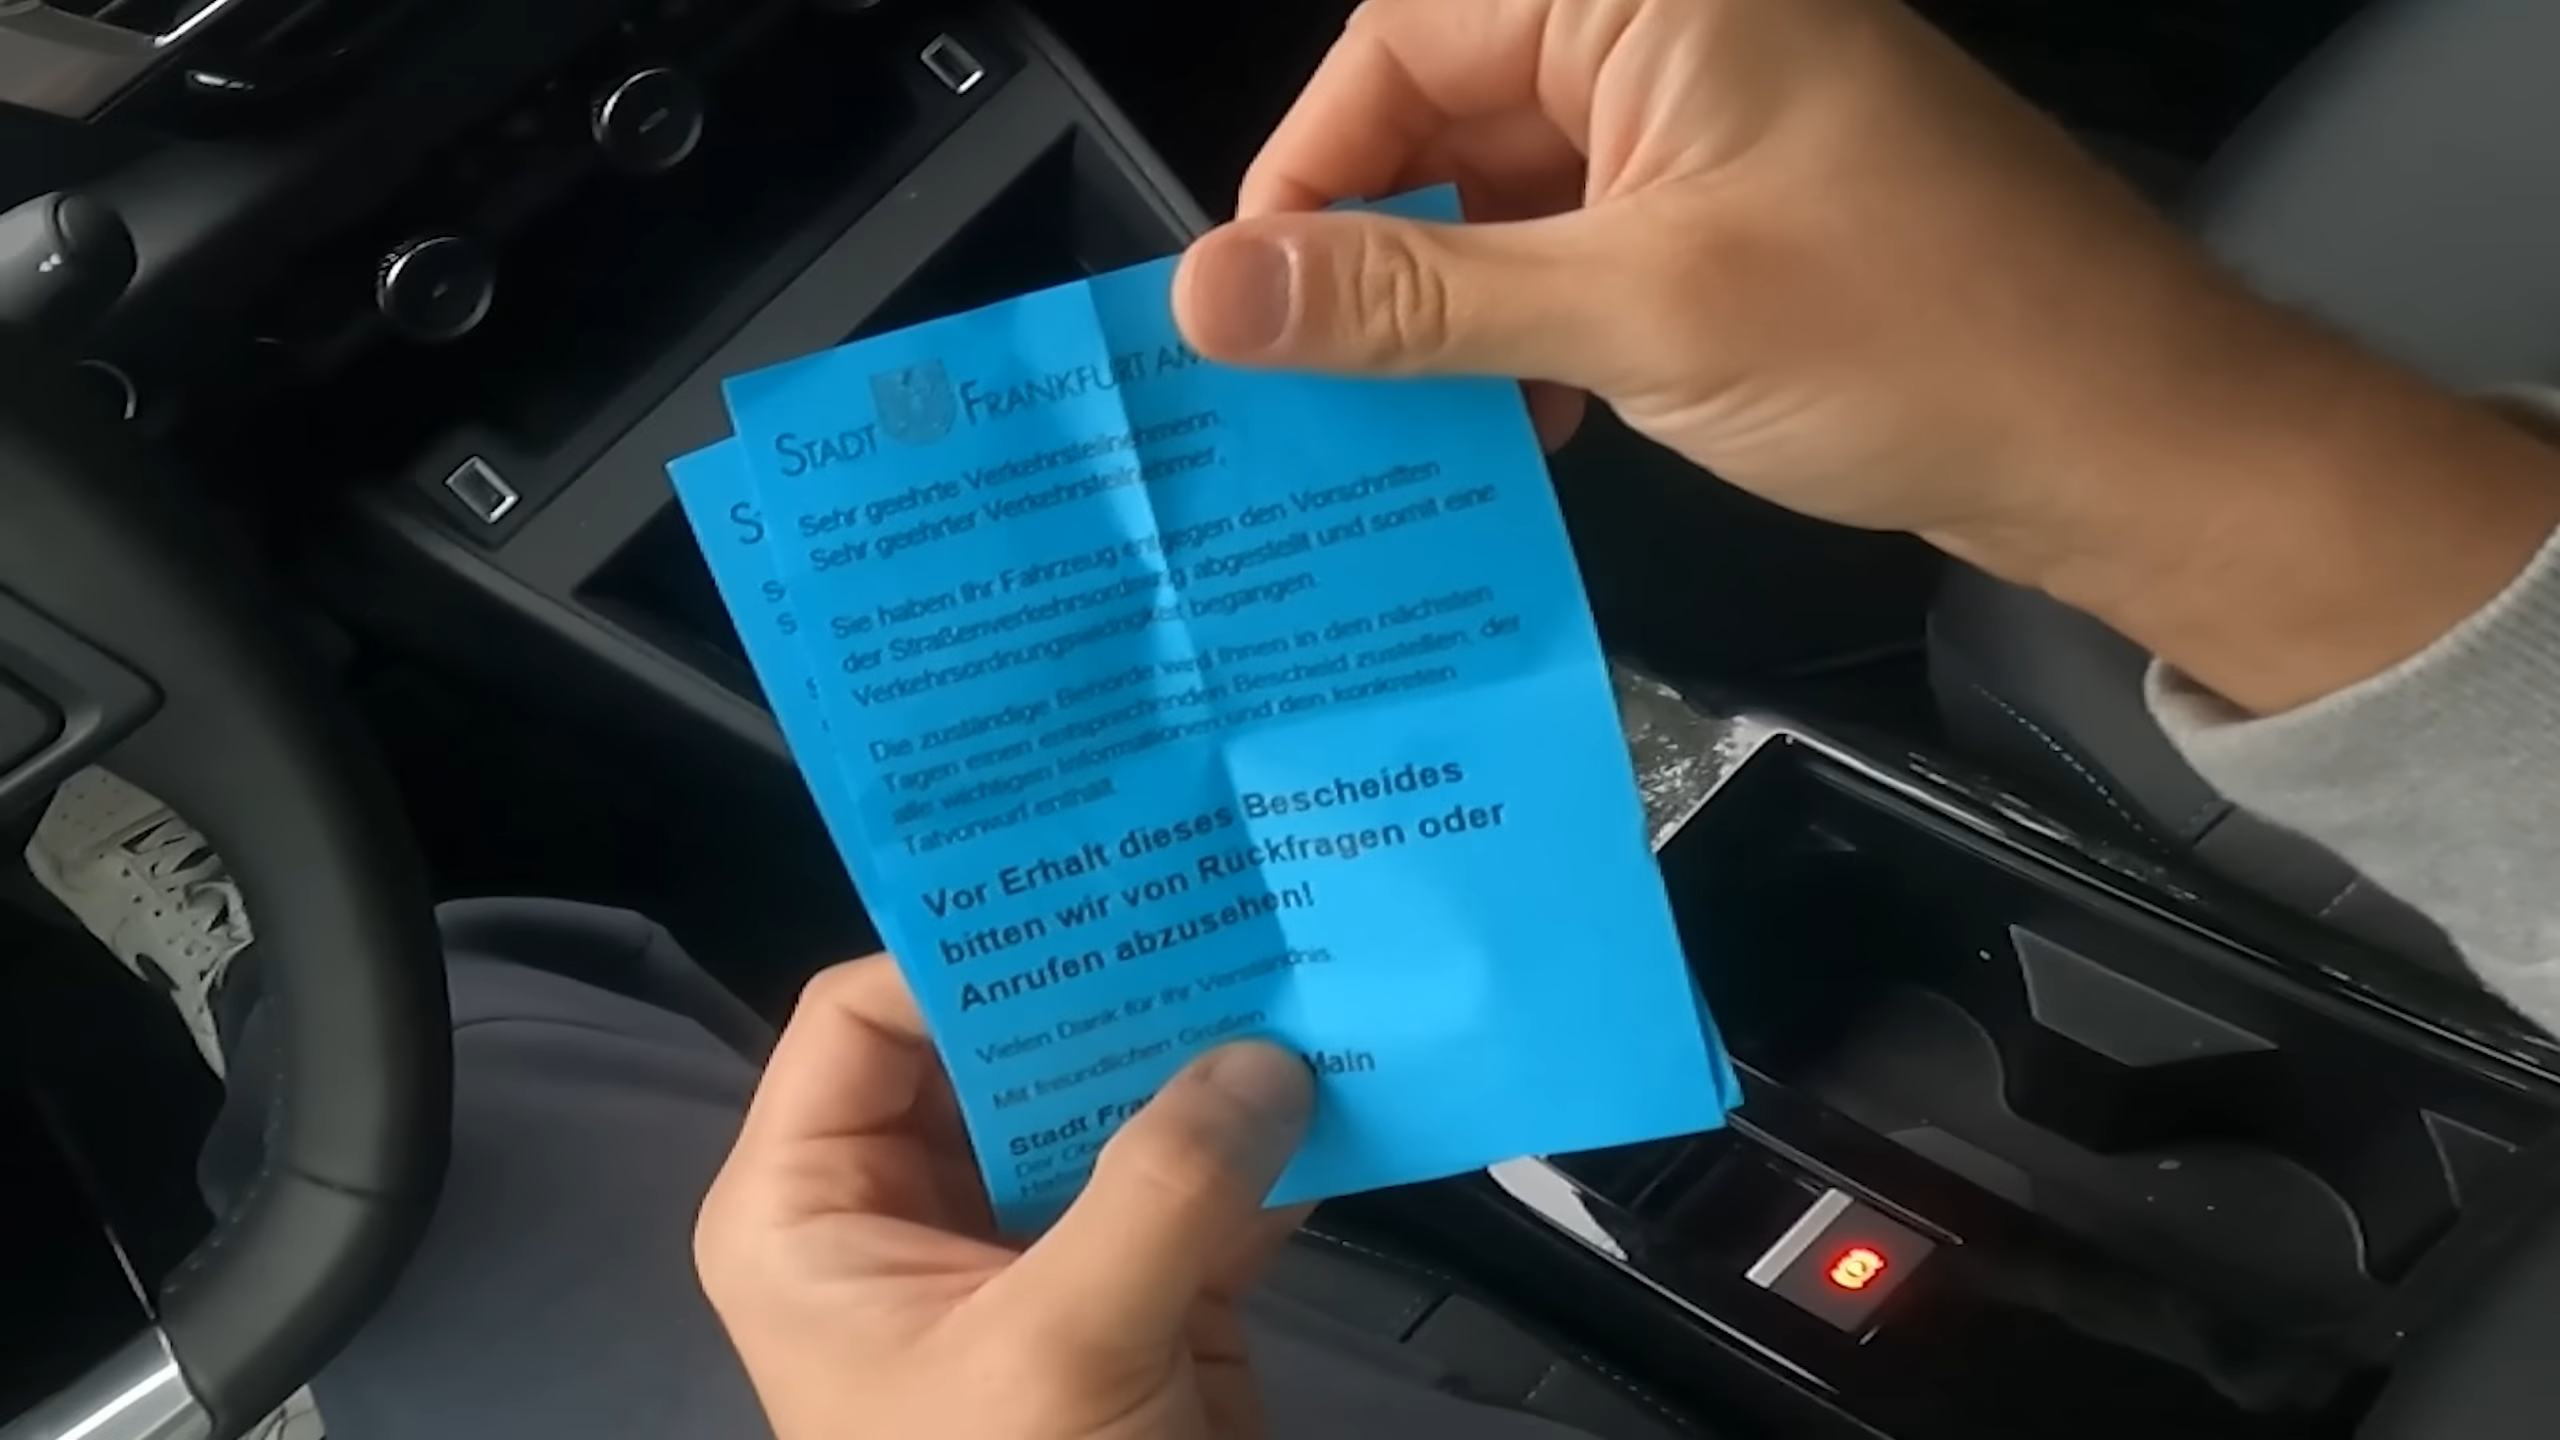 STADT FRANKFURT AM
Sehr geehrte Verkehrsteilnehmerin,
Sehr geehrter Verkehrsteilnehmer,
Sie haben Ihr Fahrzeug entgegen den Vorschriften
der Straßenverkehrsordnung abgestellt und somit eine
Verkehrsordnungswidrigkeit begangen.
Die zuständige Behörde wird Ihnen in den nächsten
Tagen einen entsprechenden Bescheid zustellen, der
alle wichtigen Informationen und den konkreten
Tatvorwurf enthält.
Vor Erhalt dieses Bescheides
bitten wir von Rückfragen oder
Anrufen abzusehen!
Vielen Dank für Ihr Verständnis.
Mit freundlichen Grüßen
Stadt Fra Main
Der
S
S
S